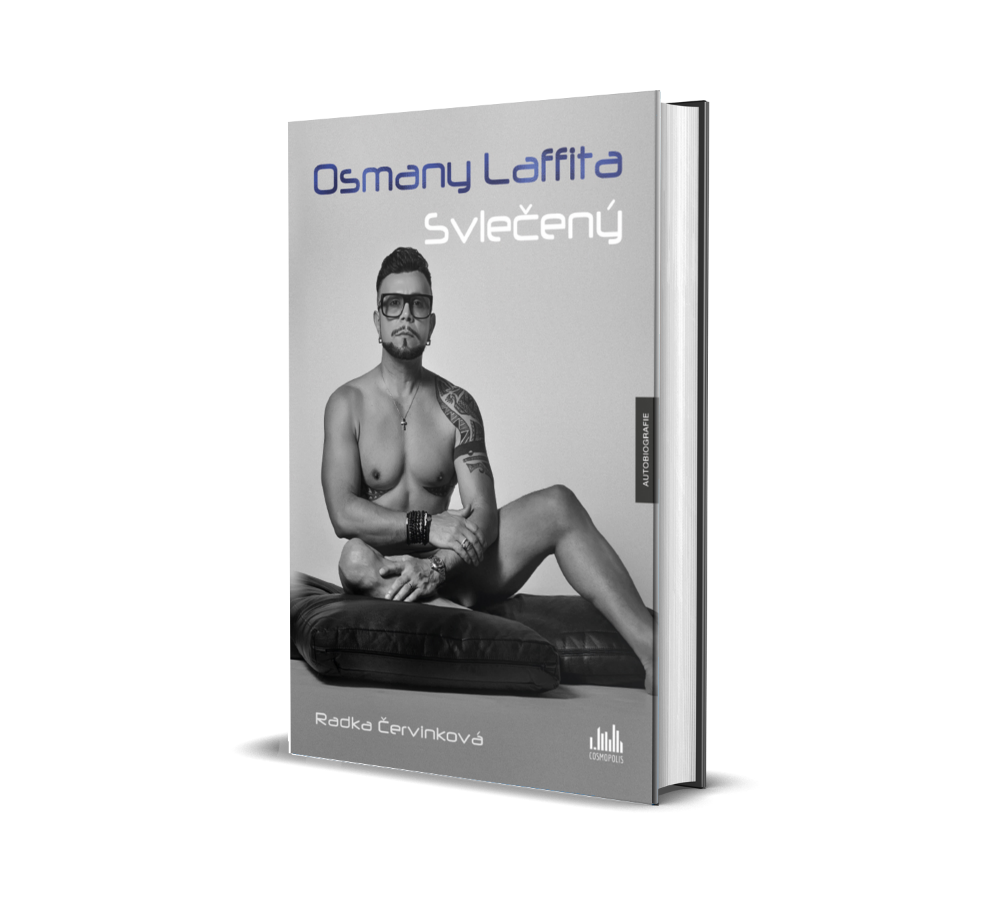 Osmany Laffita
Svlečený
AUTOBIOGRAFIE
Radka Červinková
COSMOPOLIS